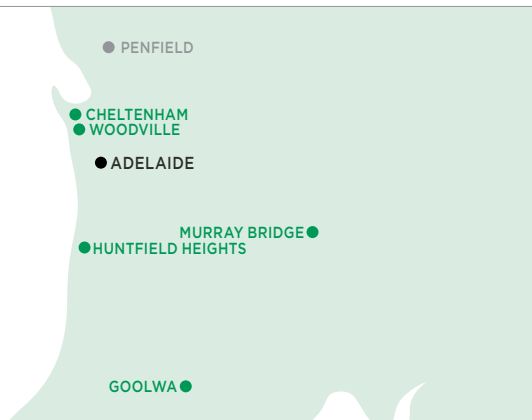 PENFIELD
CHELTENHAM
WOODVILLE
ADELAIDE
MURRAY BRIDGE
HUNTFIELD HEIGHTS
GOOLWA